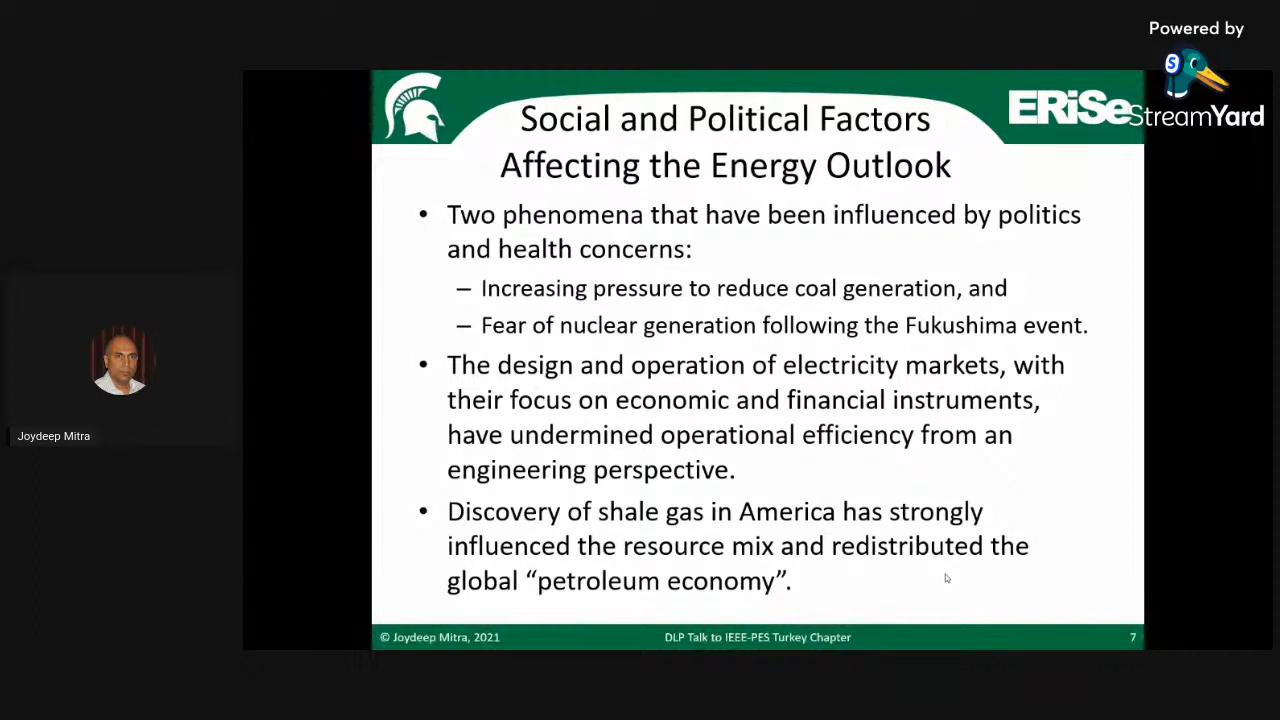 Powered by
S
ERiSe
StreamYard
Social and Political Factors
Affecting the Energy Outlook
• Two phenomena that have been influenced by politics
and health concerns:
– Increasing pressure to reduce coal generation, and
– Fear of nuclear generation following the Fukushima event.
• The design and operation of electricity markets, with
their focus on economic and financial instruments,
have undermined operational efficiency from an
engineering perspective.
• Discovery of shale gas in America has strongly
influenced the resource mix and redistributed the
global “petroleum economy”.
Joydeep Mitra
© Joydeep Mitra, 2021
DLP Talk to IEEE-PES Turkey Chapter
7